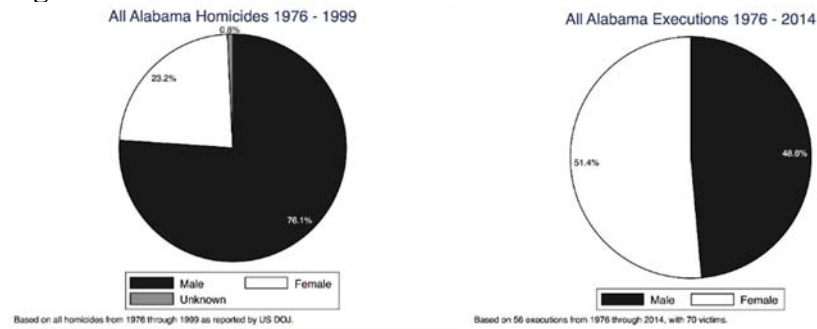 All Alabama Homicides 1976 - 1999
0.8%
23.2%
76.1%
Male
Female
Unknown
Based on all homicides from 1976 through 1999 as reported by US DOJ.
All Alabama Executions 1976 - 2014
51.4%
48.6%
Male
Female
Based on 56 executions from 1976 through 2014, with 70 victims.